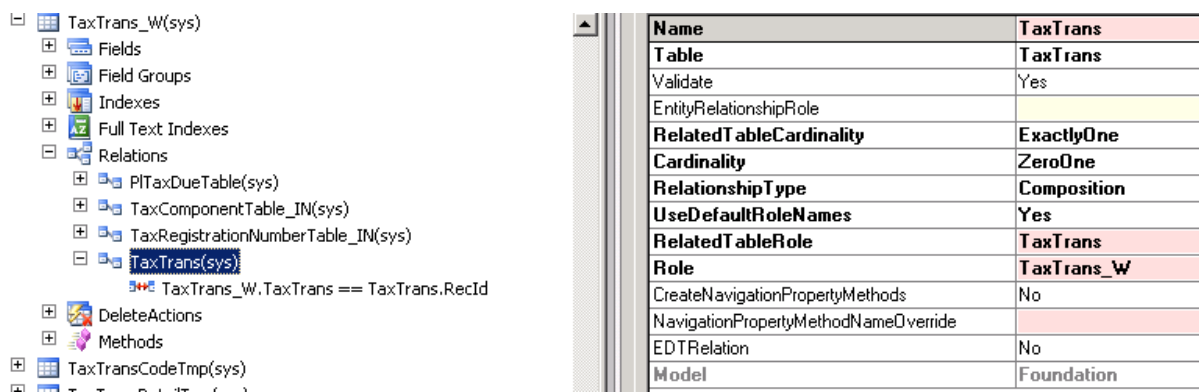 TaxTrans_W(sys)
Fields
Field Groups
Indexes
Full Text Indexes
Relations
PlTaxDueTable(sys)
TaxComponentTable_IN(sys)
TaxRegistrationNumberTable_IN(sys)
TaxTrans(sys)
TaxTrans_W.TaxTrans == TaxTrans.RecId
DeleteActions
Methods
TaxTransCodeTmp(sys)
Name TaxTrans
Table TaxTrans
Validate Yes
EntityRelationshipRole
RelatedTableCardinality ExactlyOne
Cardinality ZeroOne
RelationshipType Composition
UseDefaultRoleNames Yes
RelatedTableRole TaxTrans
Role TaxTrans_W
CreateNavigationPropertyMethods No
NavigationPropertyMethodNameOverride
EDTRelation No
Model Foundation